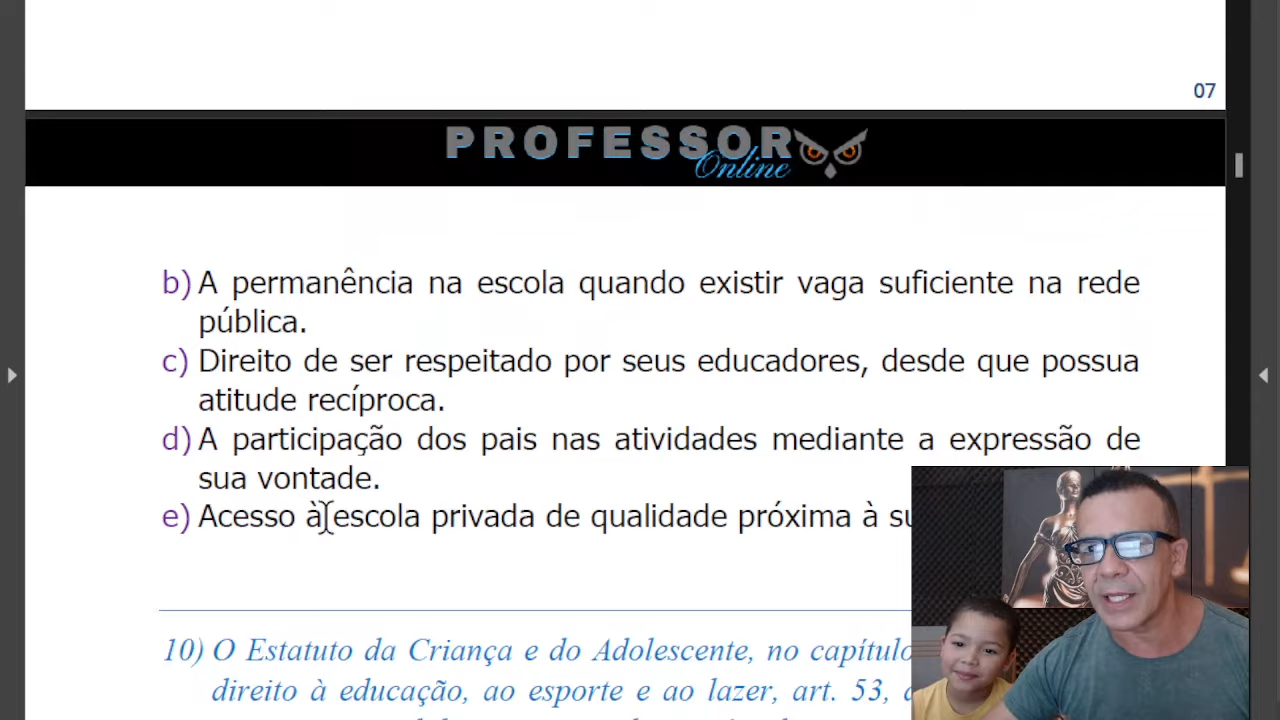 07
PROFESSOR
Online
b) A permanência na escola quando existir vaga suficiente na rede
pública.
c) Direito de ser respeitado por seus educadores, desde que possua
atitude recíproca.
d) A participação dos pais nas atividades mediante a expressão de
sua vontade.
e) Acesso à escola privada de qualidade próxima à
10) O Estatuto da Criança e do Adolescente, no capítulo
direito à educação, ao esporte e ao lazer, art. 53,